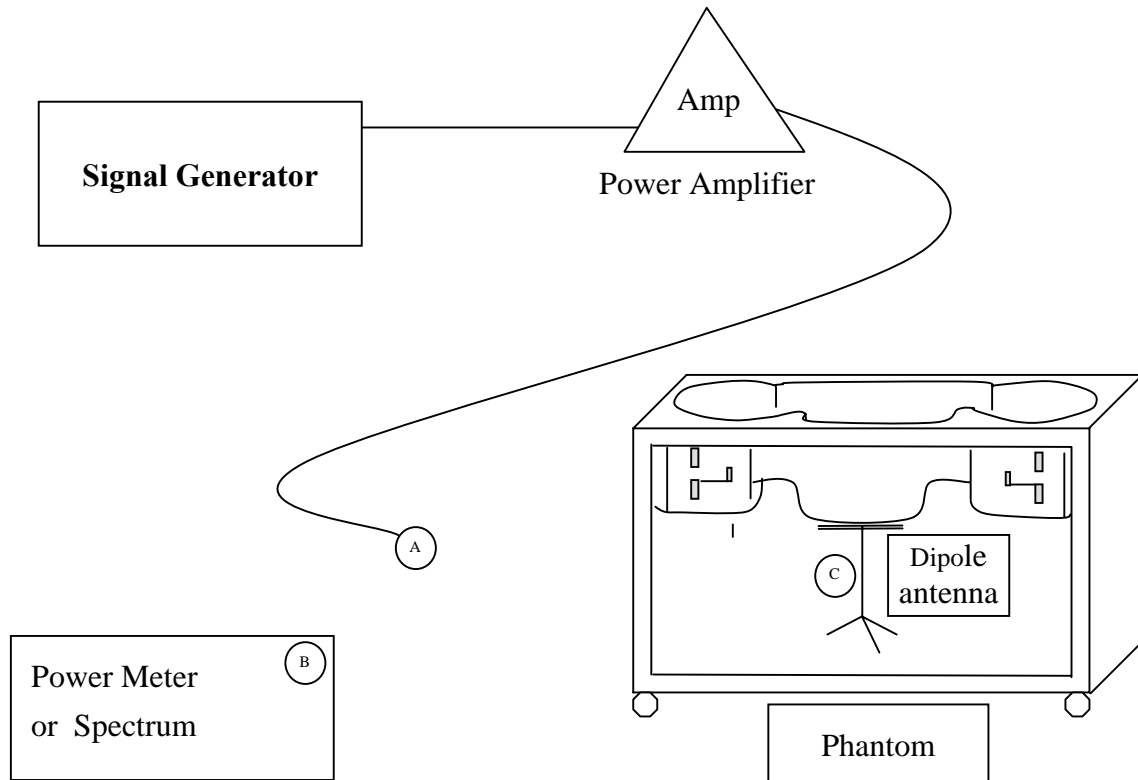 Amp
Signal Generator
Power Amplifier
A
C
Dipole
antenna
B
Power Meter
or Spectrum
Phantom